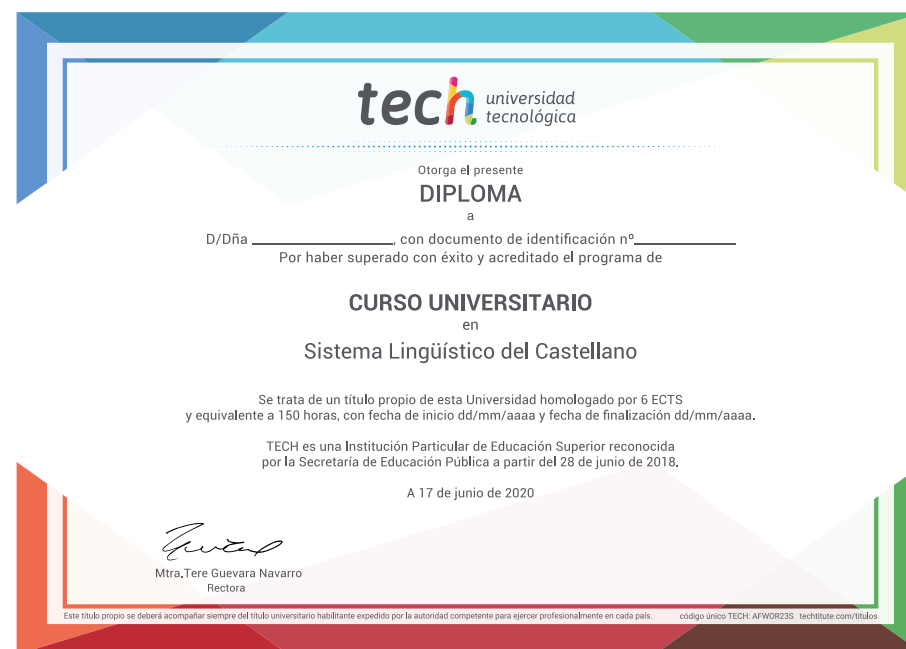 tech universidad
tecnológica
Otorga el presente
DIPLOMA
a
D/Dña ____________________, con documento de identificación nº______________
Por haber superado con éxito y acreditado el programa de
CURSO UNIVERSITARIO
en
Sistema Lingüístico del Castellano
Se trata de un título propio de esta Universidad homologado por 6 ECTS
y equivalente a 150 horas, con fecha de inicio dd/mm/aaaa y fecha de finalización dd/mm/aaaa.
TECH es una Institución Particular de Educación Superior reconocida
por la Secretaría de Educación Pública a partir del 28 de junio de 2018.
A 17 de junio de 2020
Mtra.Tere Guevara Navarro
Rectora
Este título propio se deberá acompañar siempre del título universitario habilitante expedido por la autoridad competente para ejercer profesionalmente en cada país. código único TECH: AFWOR23S techtitute.com/titulos